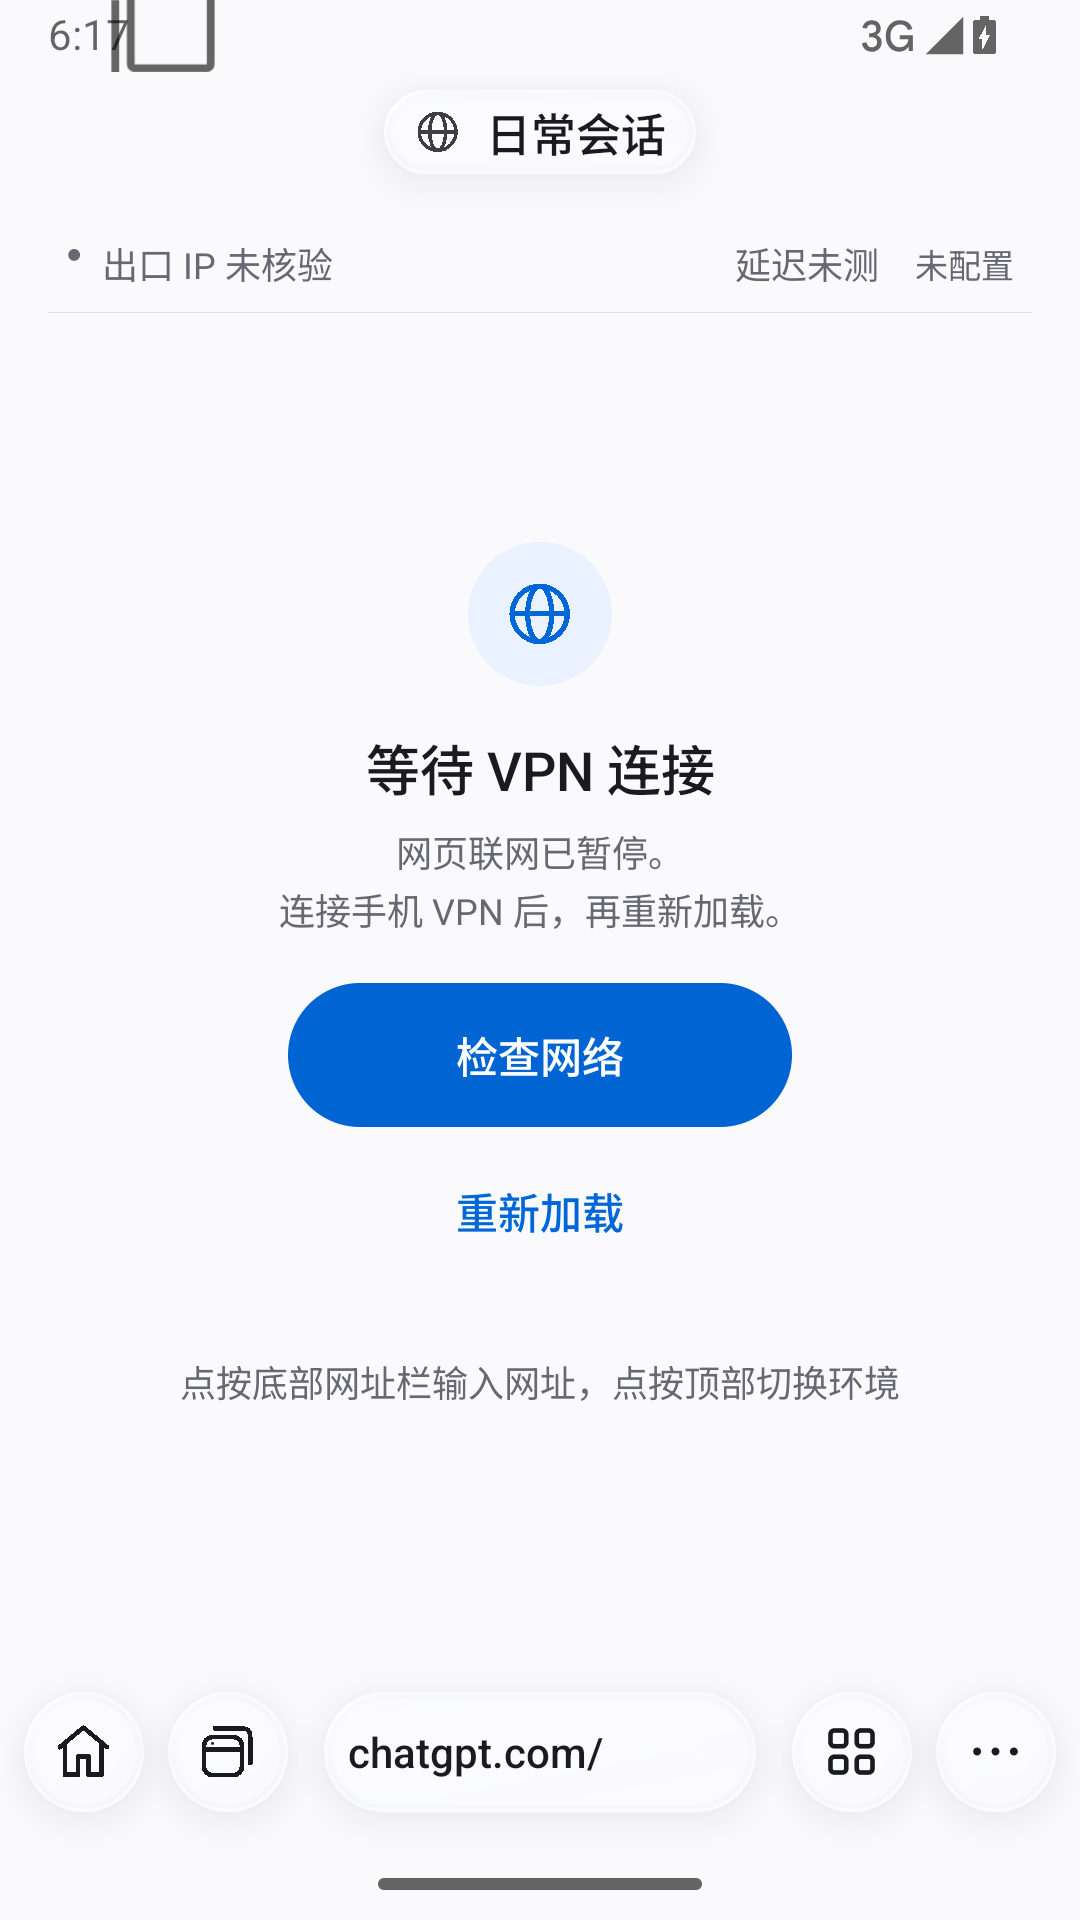 6:17
3G
日常会话
出口 IP 未核验
延迟未测 未配置
等待 VPN 连接
网页联网已暂停。
连接手机 VPN 后，再重新加载。
检查网络
重新加载
点按底部网址栏输入网址，点按顶部切换环境
chatgpt.com/